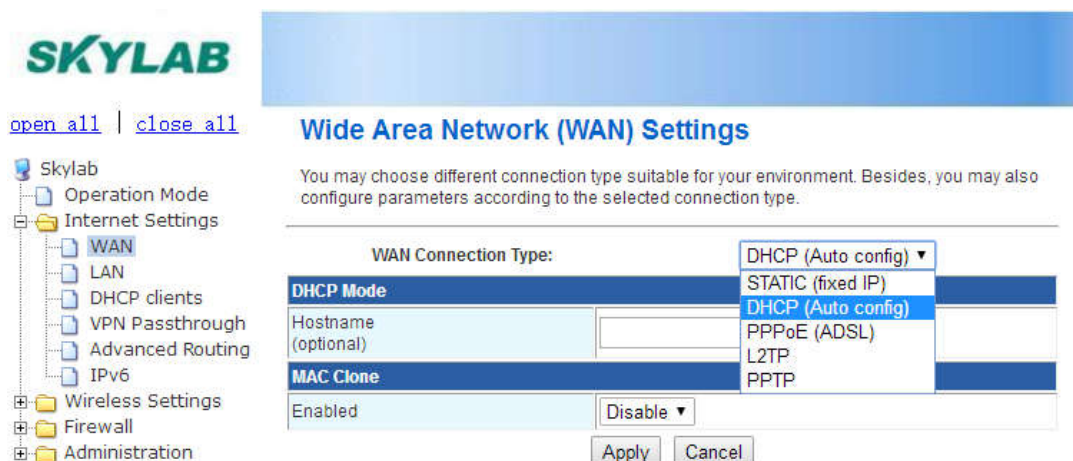 SKYLAB
open all | close all
Skylab
Operation Mode
Internet Settings
WAN
LAN
DHCP clients
VPN Passthrough
Advanced Routing
IPv6
Wireless Settings
Firewall
Administration
Wide Area Network (WAN) Settings
You may choose different connection type suitable for your environment. Besides, you may also
configure parameters according to the selected connection type.
WAN Connection Type:
DHCP (Auto config)
STATIC (fixed IP)
DHCP (Auto config)
PPPoE (ADSL)
L2TP
PPTP
DHCP Mode
Hostname
(optional)
MAC Clone
Enabled
Disable
Apply Cancel